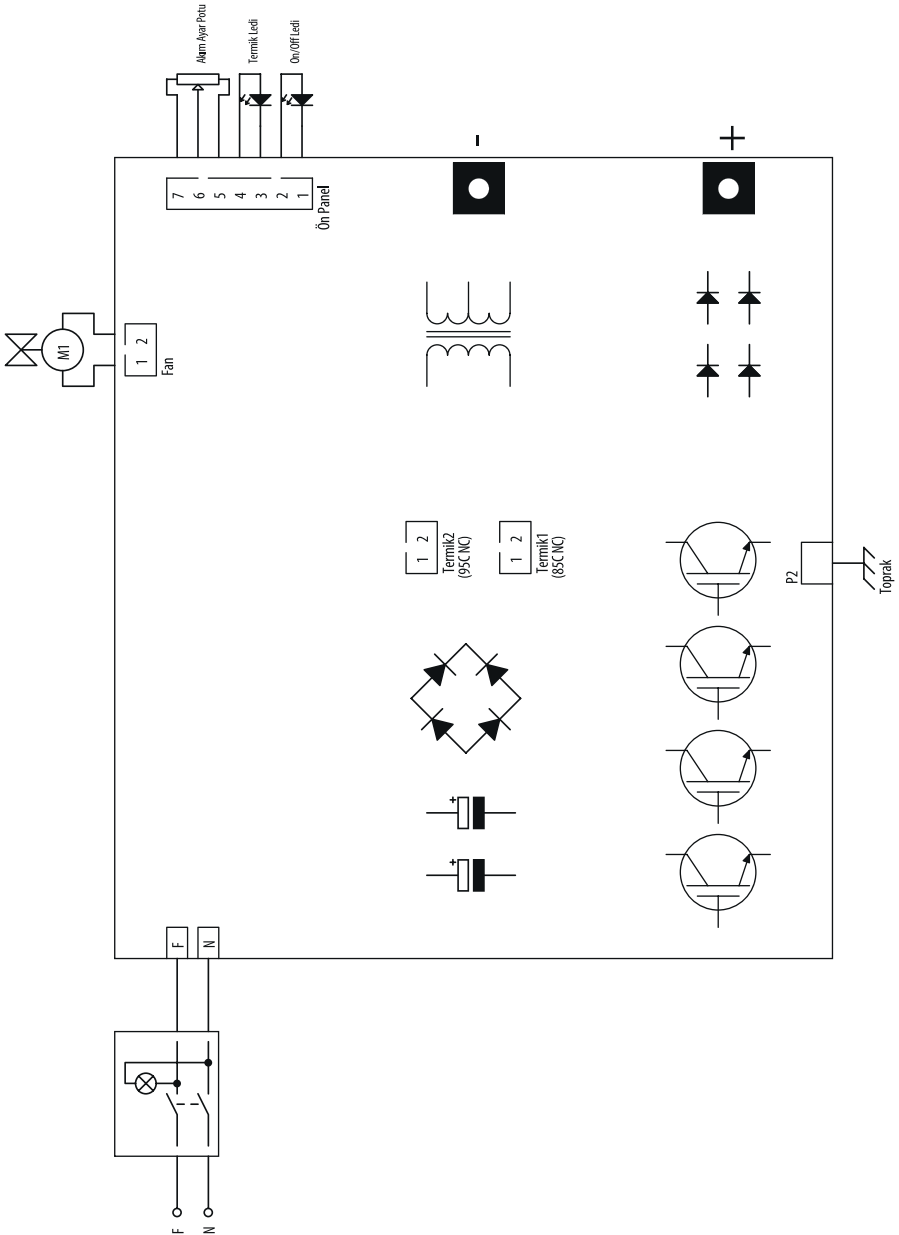 Akım Ayar Potu
Termik Ledi
On/Off Ledi
7
6
5
4
3
2
1
Ön Panel
-
+
M1
1 2
Fan
1 2
Termik2
(95C NC)
1 2
Termik1
(85C NC)
P2
Toprak
+
+
F
N
F
N